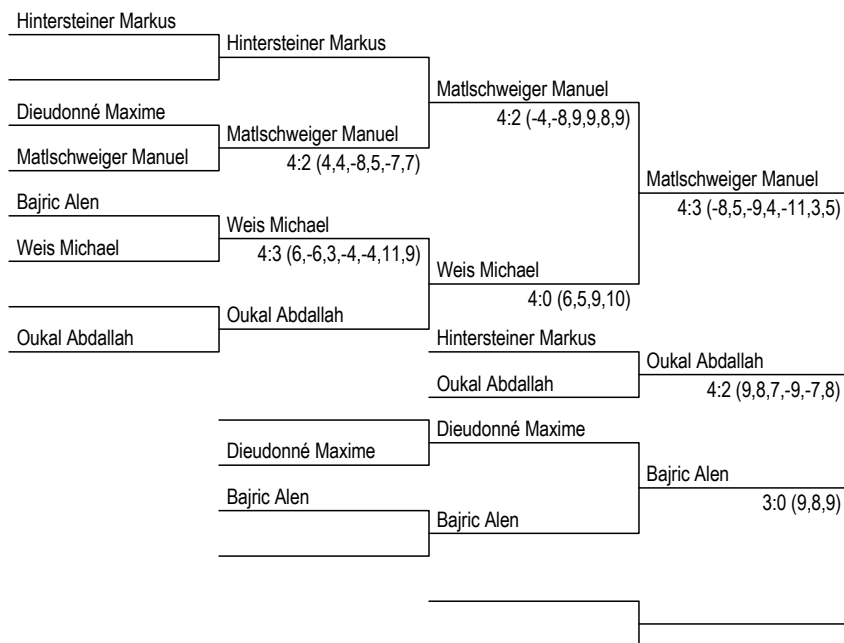 Hintersteiner Markus
Hintersteiner Markus
Matlschweiger Manuel
4:2 (-4,-8,9,9,8,9)
Dieudonné Maxime
Matlschweiger Manuel
Matlschweiger Manuel
4:2 (4,4,-8,5,-7,7)
Matlschweiger Manuel
4:3 (-8,5,-9,4,-11,3,5)
Bajric Alen
Weis Michael
Weis Michael
4:3 (6,-6,3,-4,-4,11,9)
Weis Michael
4:0 (6,5,9,10)
Oukal Abdallah
Oukal Abdallah
Hintersteiner Markus
Oukal Abdallah
Oukal Abdallah
4:2 (9,8,7,-9,-7,8)
Dieudonné Maxime
Dieudonné Maxime
Bajric Alen
3:0 (9,8,9)
Bajric Alen
Bajric Alen